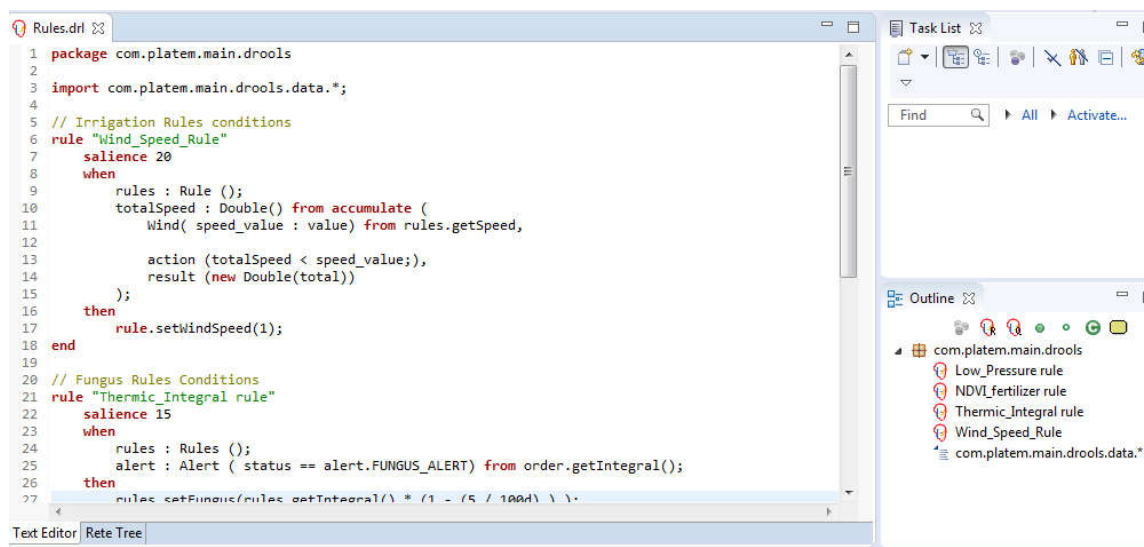 Rules.drl
1 package com.platem.main.drools
2
3 import com.platem.main.drools.data.*;
4
5 // Irrigation Rules conditions
6 rule "Wind_Speed_Rule"
7 salience 20
8 when
9 rules : Rule ();
10 totalSpeed : Double() from accumulate (
11 Wind( speed_value : value) from rules.getSpeed,
12
13 action (totalSpeed < speed_value;),
14 result (new Double(total))
15 );
16 then
17 rule.setWindSpeed(1);
18 end
19
20 // Fungus Rules Conditions
21 rule "Thermic_Integral rule"
22 salience 15
23 when
24 rules : Rules ();
25 alert : Alert ( status == alert.FUNGUS_ALERT) from order.getIntegral();
26 then
27 rules.setFungus(rules.getIntegral() * (1 - (5 / 100d) ) );
Text Editor Rete Tree
Task List
Find All Activate...
Outline
com.platem.main.drools
Low_Pressure rule
NDVI_fertilizer rule
Thermic_Integral rule
Wind_Speed_Rule
com.platem.main.drools.data.*